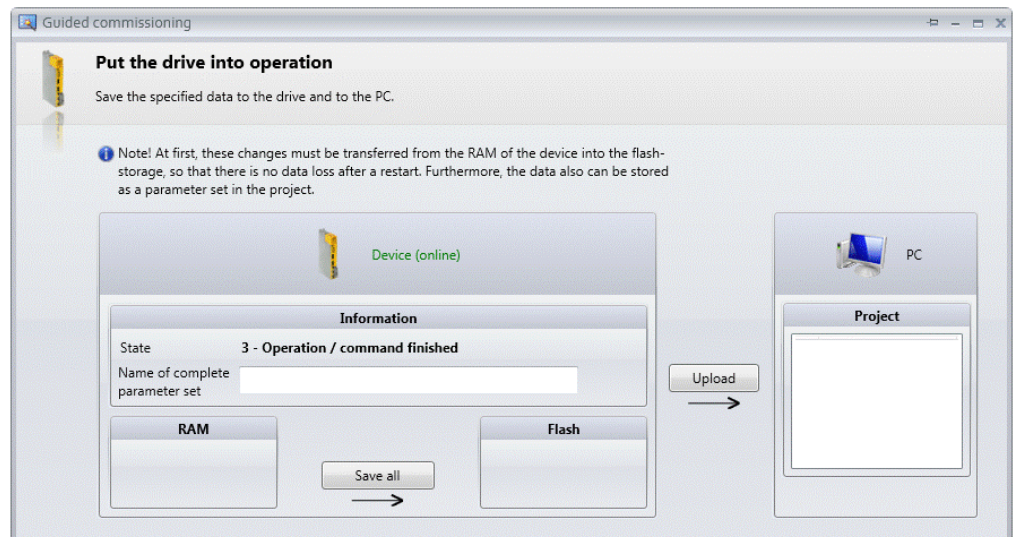 Guided commissioning
Put the drive into operation
Save the specified data to the drive and to the PC.
Note! At first, these changes must be transferred from the RAM of the device into the flash-
storage, so that there is no data loss after a restart. Furthermore, the data also can be stored
as a parameter set in the project.
Device (online)
PC
Information
Project
State 3 - Operation / command finished
Name of complete
parameter set
Upload
RAM
Flash
Save all